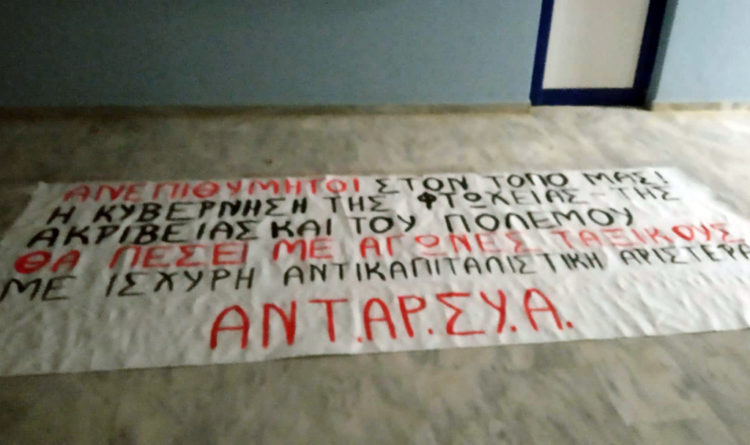 ΑΝΕΠΙΘΥΜΗΤΟΙ ΣΤΟΝ ΤΟΠΟ ΜΑΣ!
Η ΚΥΒΕΡΝΗΣΗ ΤΗΣ ΦΤΩΧΕΙΑΣ - ΤΗΣ
ΑΚΡΙΒΕΙΑΣ ΚΑΙ ΤΟΥ ΠΟΛΕΜΟΥ
ΘΑ ΠΕΣΕΙ ΜΕ ΑΓΩΝΕΣ ΤΑΞΙΚΟΥΣ
ΜΕ ΙΣΧΥΡΗ ΑΝΤΙΚΑΠΙΤΑΛΙΣΤΙΚΗ ΑΡΙΣΤΕΡΑ
ΑΝΤ.ΑΡ.ΣΥ.Α.